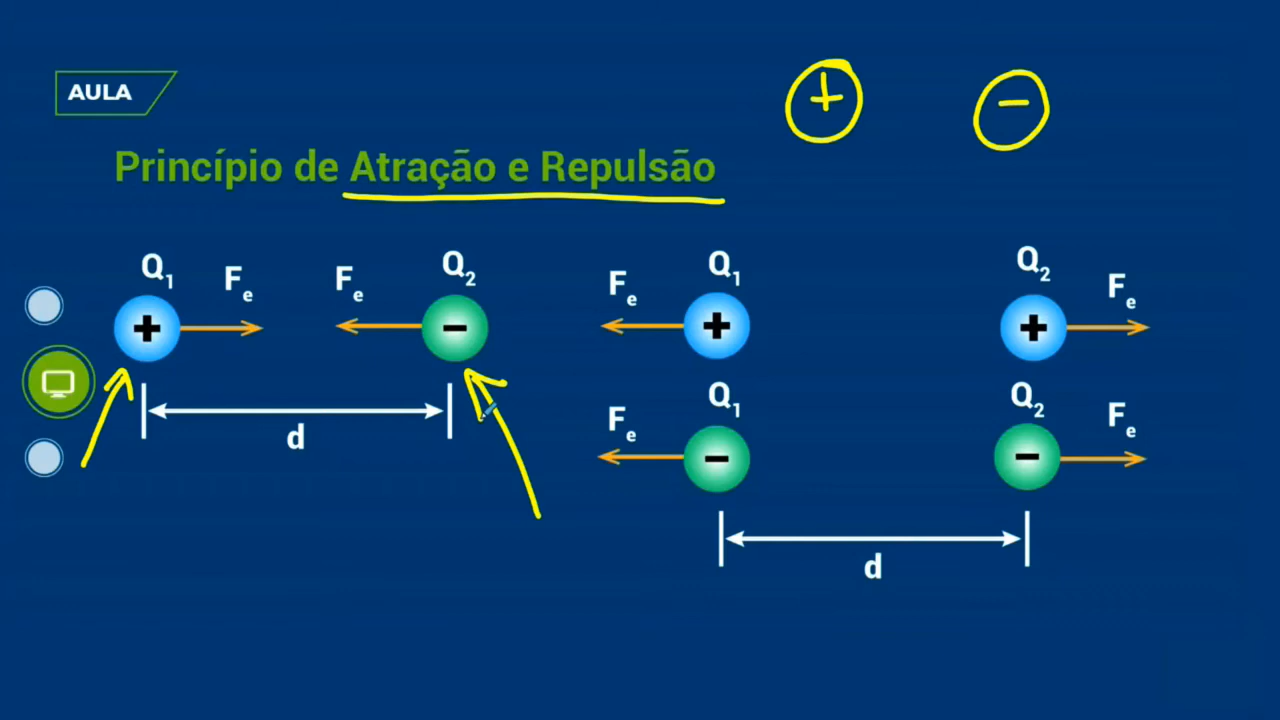 AULA
+ −
Princípio de Atração e Repulsão
Q1 Fe Fe Q2
+ −
d
Fe Q1 Q2 Fe
+ +
Fe Q1 Q2 Fe
− −
d